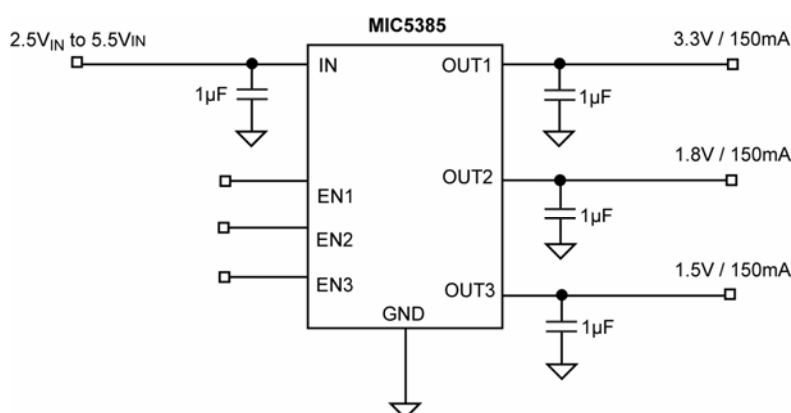 MIC5385
2.5VIN to 5.5VIN
3.3V / 150mA
IN
OUT1
1µF
1µF
1.8V / 150mA
OUT2
EN1
1µF
EN2
1.5V / 150mA
EN3
OUT3
GND
1µF